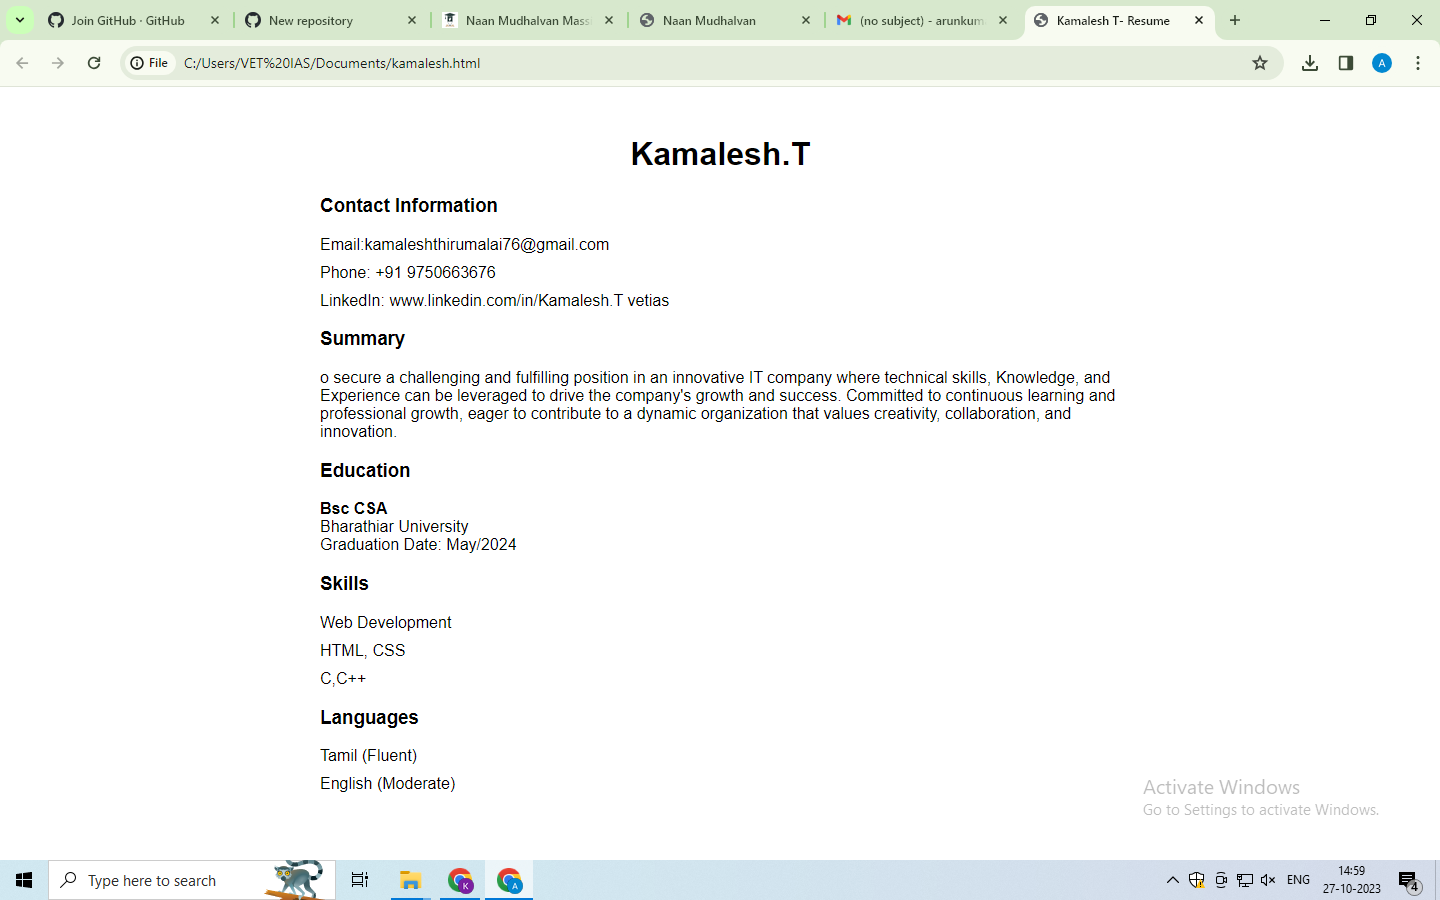 Join GitHub · GitHub
New repository
Naan Mudhalvan Mass
Naan Mudhalvan
(no subject) - arunkum
Kamalesh T- Resume
File
C:/Users/VET%20IAS/Documents/kamalesh.html
A
Kamalesh.T
Contact Information
Email:kamaleshthirumalai76@gmail.com
Phone: +91 9750663676
LinkedIn: www.linkedin.com/in/Kamalesh.T vetias
Summary
o secure a challenging and fulfilling position in an innovative IT company where technical skills, Knowledge, and
Experience can be leveraged to drive the company's growth and success. Committed to continuous learning and
professional growth, eager to contribute to a dynamic organization that values creativity, collaboration, and
innovation.
Education
Bsc CSA
Bharathiar University
Graduation Date: May/2024
Skills
Web Development
HTML, CSS
C,C++
Languages
Tamil (Fluent)
English (Moderate)
Activate Windows
Go to Settings to activate Windows.
Type here to search
K
A
ENG
14:59
27-10-2023
4